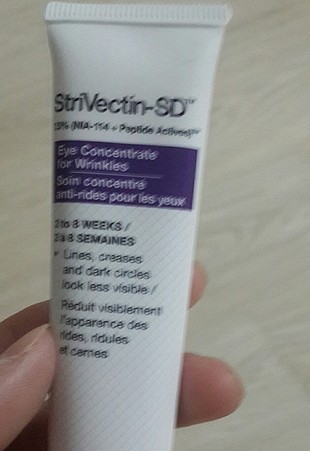 StriVectin-SD™
(NIA-114 + Peptide Actives)™
Eye Concentrate
for Wrinkles
Soin concentré
anti-rides pour les yeux
2 to 8 WEEKS /
2 à 8 SEMAINES
• Lines, creases
and dark circles
look less visible /
Réduit visiblement
l'apparence des
rides, ridules
et cernes